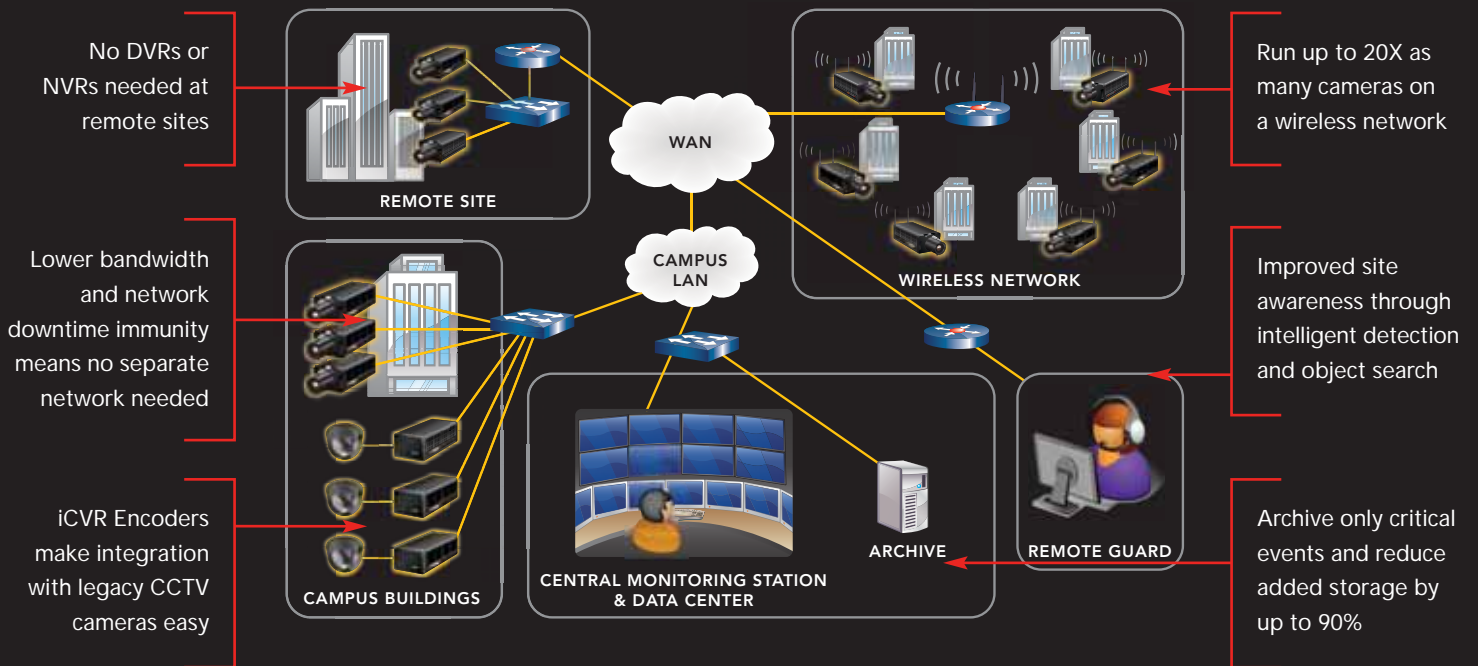 No DVRs or
NVRs needed at
remote sites
Lower bandwidth
and network
downtime immunity
means no separate
network needed
iCVR Encoders
make integration
with legacy CCTV
cameras easy
REMOTE SITE
WAN
CAMPUS
LAN
WIRELESS NETWORK
CAMPUS BUILDINGS
CENTRAL MONITORING STATION
& DATA CENTER
ARCHIVE
REMOTE GUARD
Run up to 20X as
many cameras on
a wireless network
Improved site
awareness through
intelligent detection
and object search
Archive only critical
events and reduce
added storage by
up to 90%